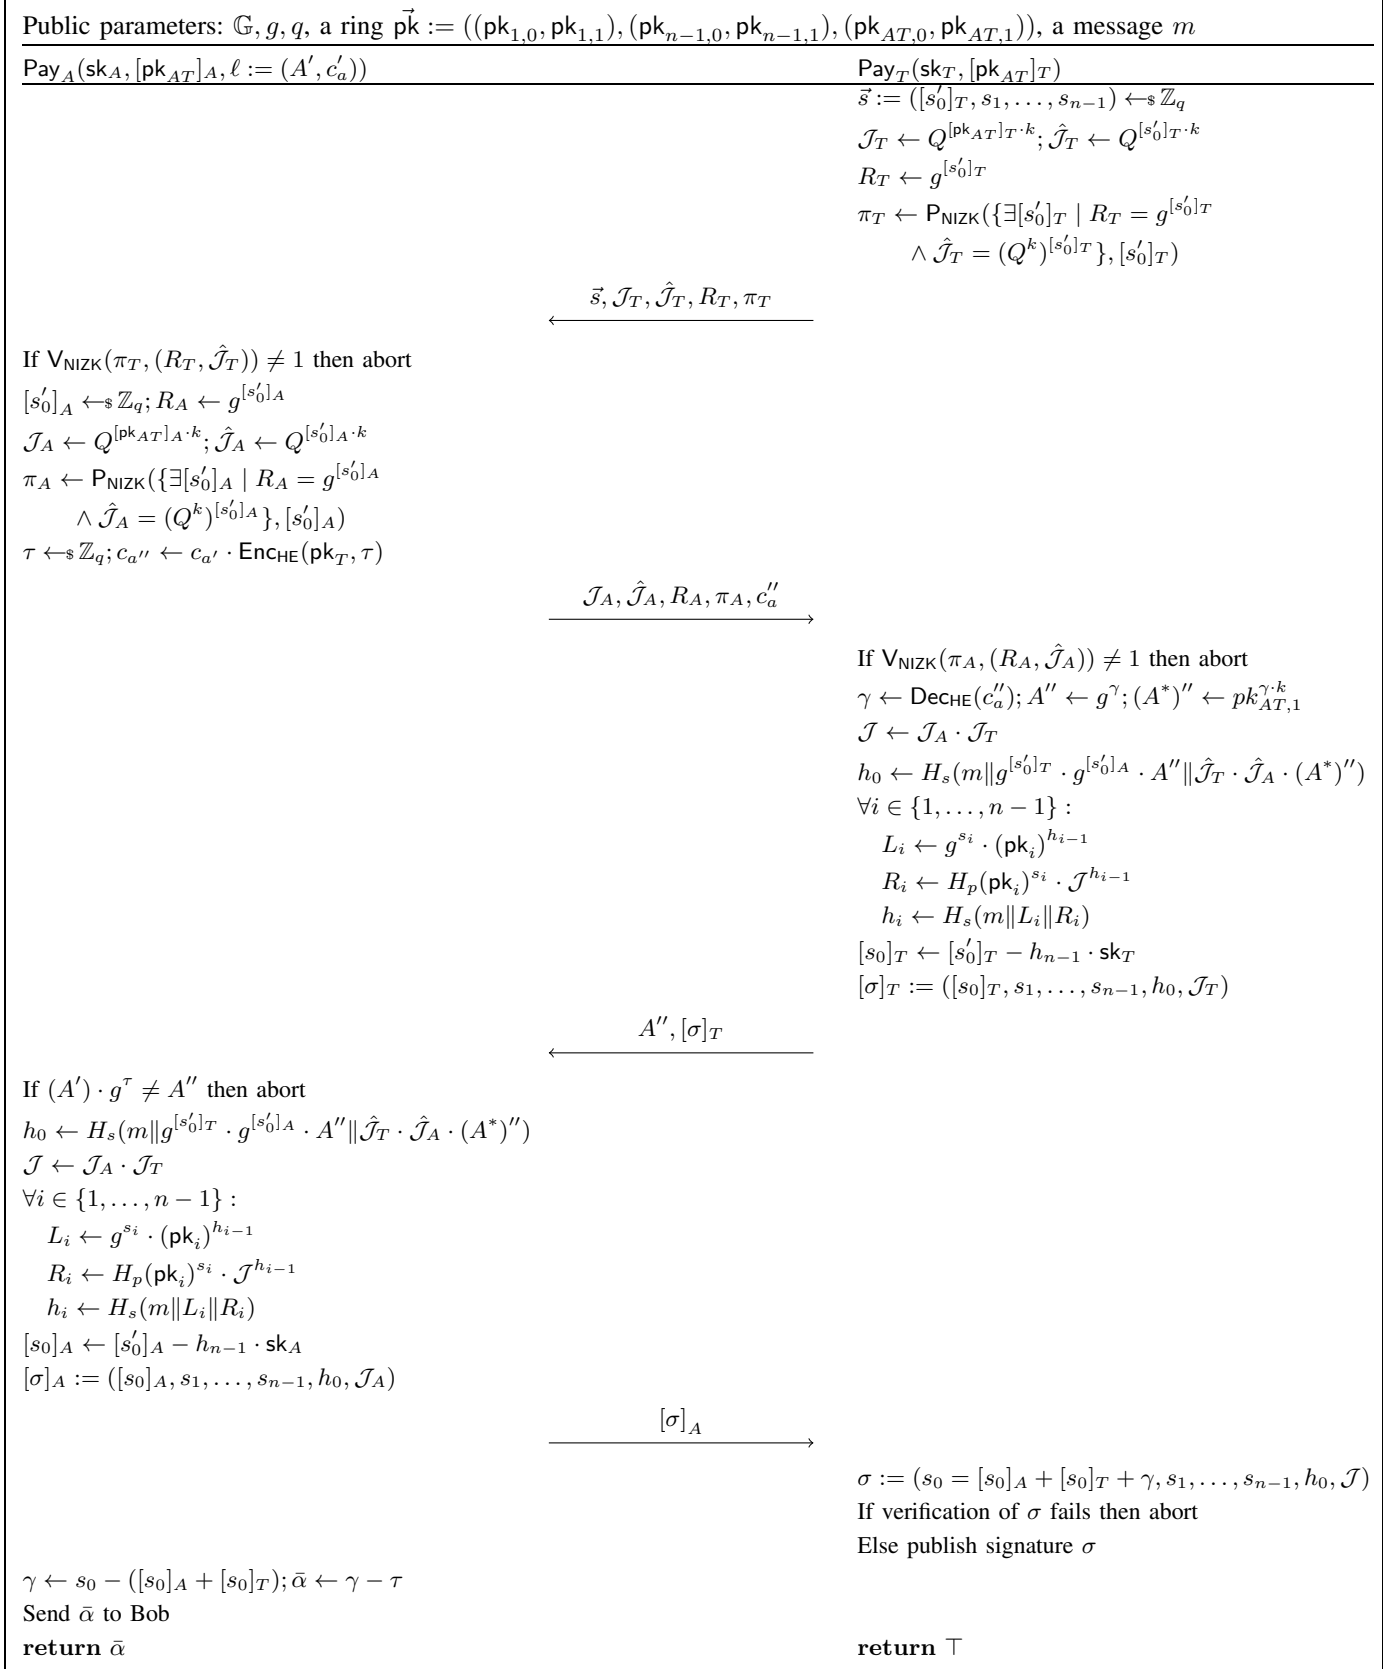 Public parameters: 𝔾, g, q, a ring p⃗k := ((pk_{1,0}, pk_{1,1}), (pk_{n−1,0}, pk_{n−1,1}), (pk_{AT,0}, pk_{AT,1})), a message m
Pay_A(sk_A, [pk_{AT}]_A, ℓ := (A′, c′_a)) Pay_T(sk_T, [pk_{AT}]_T)
s⃗ := ([s′_0]_T, s_1, . . . , s_{n−1}) ←$ ℤ_q
𝒥_T ← Q^{[pk_{AT}]_T·k}; 𝒥̂_T ← Q^{[s′_0]_T·k}
R_T ← g^{[s′_0]_T}
π_T ← P_NIZK({∃[s′_0]_T | R_T = g^{[s′_0]_T}
∧ 𝒥̂_T = (Q^k)^{[s′_0]_T}}, [s′_0]_T)
s⃗, 𝒥_T, 𝒥̂_T, R_T, π_T
If V_NIZK(π_T, (R_T, 𝒥̂_T)) ≠ 1 then abort
[s′_0]_A ←$ ℤ_q; R_A ← g^{[s′_0]_A}
𝒥_A ← Q^{[pk_{AT}]_A·k}; 𝒥̂_A ← Q^{[s′_0]_A·k}
π_A ← P_NIZK({∃[s′_0]_A | R_A = g^{[s′_0]_A}
∧ 𝒥̂_A = (Q^k)^{[s′_0]_A}}, [s′_0]_A)
τ ←$ ℤ_q; c_{a″} ← c_{a′} · Enc_HE(pk_T, τ)
𝒥_A, 𝒥̂_A, R_A, π_A, c″_a
If V_NIZK(π_A, (R_A, 𝒥̂_A)) ≠ 1 then abort
γ ← Dec_HE(c″_a); A″ ← g^γ; (A*)″ ← pk_{AT,1}^{γ·k}
𝒥 ← 𝒥_A · 𝒥_T
h_0 ← H_s(m‖g^{[s′_0]_T} · g^{[s′_0]_A} · A″‖𝒥̂_T · 𝒥̂_A · (A*)″)
∀i ∈ {1, . . . , n − 1} :
L_i ← g^{s_i} · (pk_i)^{h_{i−1}}
R_i ← H_p(pk_i)^{s_i} · 𝒥^{h_{i−1}}
h_i ← H_s(m‖L_i‖R_i)
[s_0]_T ← [s′_0]_T − h_{n−1} · sk_T
[σ]_T := ([s_0]_T, s_1, . . . , s_{n−1}, h_0, 𝒥_T)
A″, [σ]_T
If (A′) · g^τ ≠ A″ then abort
h_0 ← H_s(m‖g^{[s′_0]_T} · g^{[s′_0]_A} · A″‖𝒥̂_T · 𝒥̂_A · (A*)″)
𝒥 ← 𝒥_A · 𝒥_T
∀i ∈ {1, . . . , n − 1} :
L_i ← g^{s_i} · (pk_i)^{h_{i−1}}
R_i ← H_p(pk_i)^{s_i} · 𝒥^{h_{i−1}}
h_i ← H_s(m‖L_i‖R_i)
[s_0]_A ← [s′_0]_A − h_{n−1} · sk_A
[σ]_A := ([s_0]_A, s_1, . . . , s_{n−1}, h_0, 𝒥_A)
[σ]_A
σ := (s_0 = [s_0]_A + [s_0]_T + γ, s_1, . . . , s_{n−1}, h_0, 𝒥)
If verification of σ fails then abort
Else publish signature σ
γ ← s_0 − ([s_0]_A + [s_0]_T); ᾱ ← γ − τ
Send ᾱ to Bob
return ᾱ return ⊤